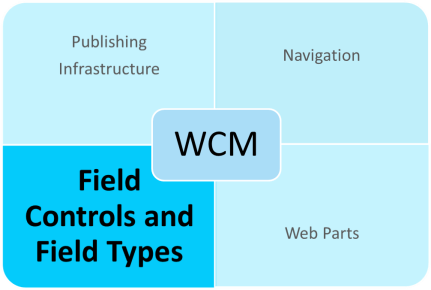 Publishing
Infrastructure
Navigation
WCM
Field
Controls and
Field Types
Web Parts